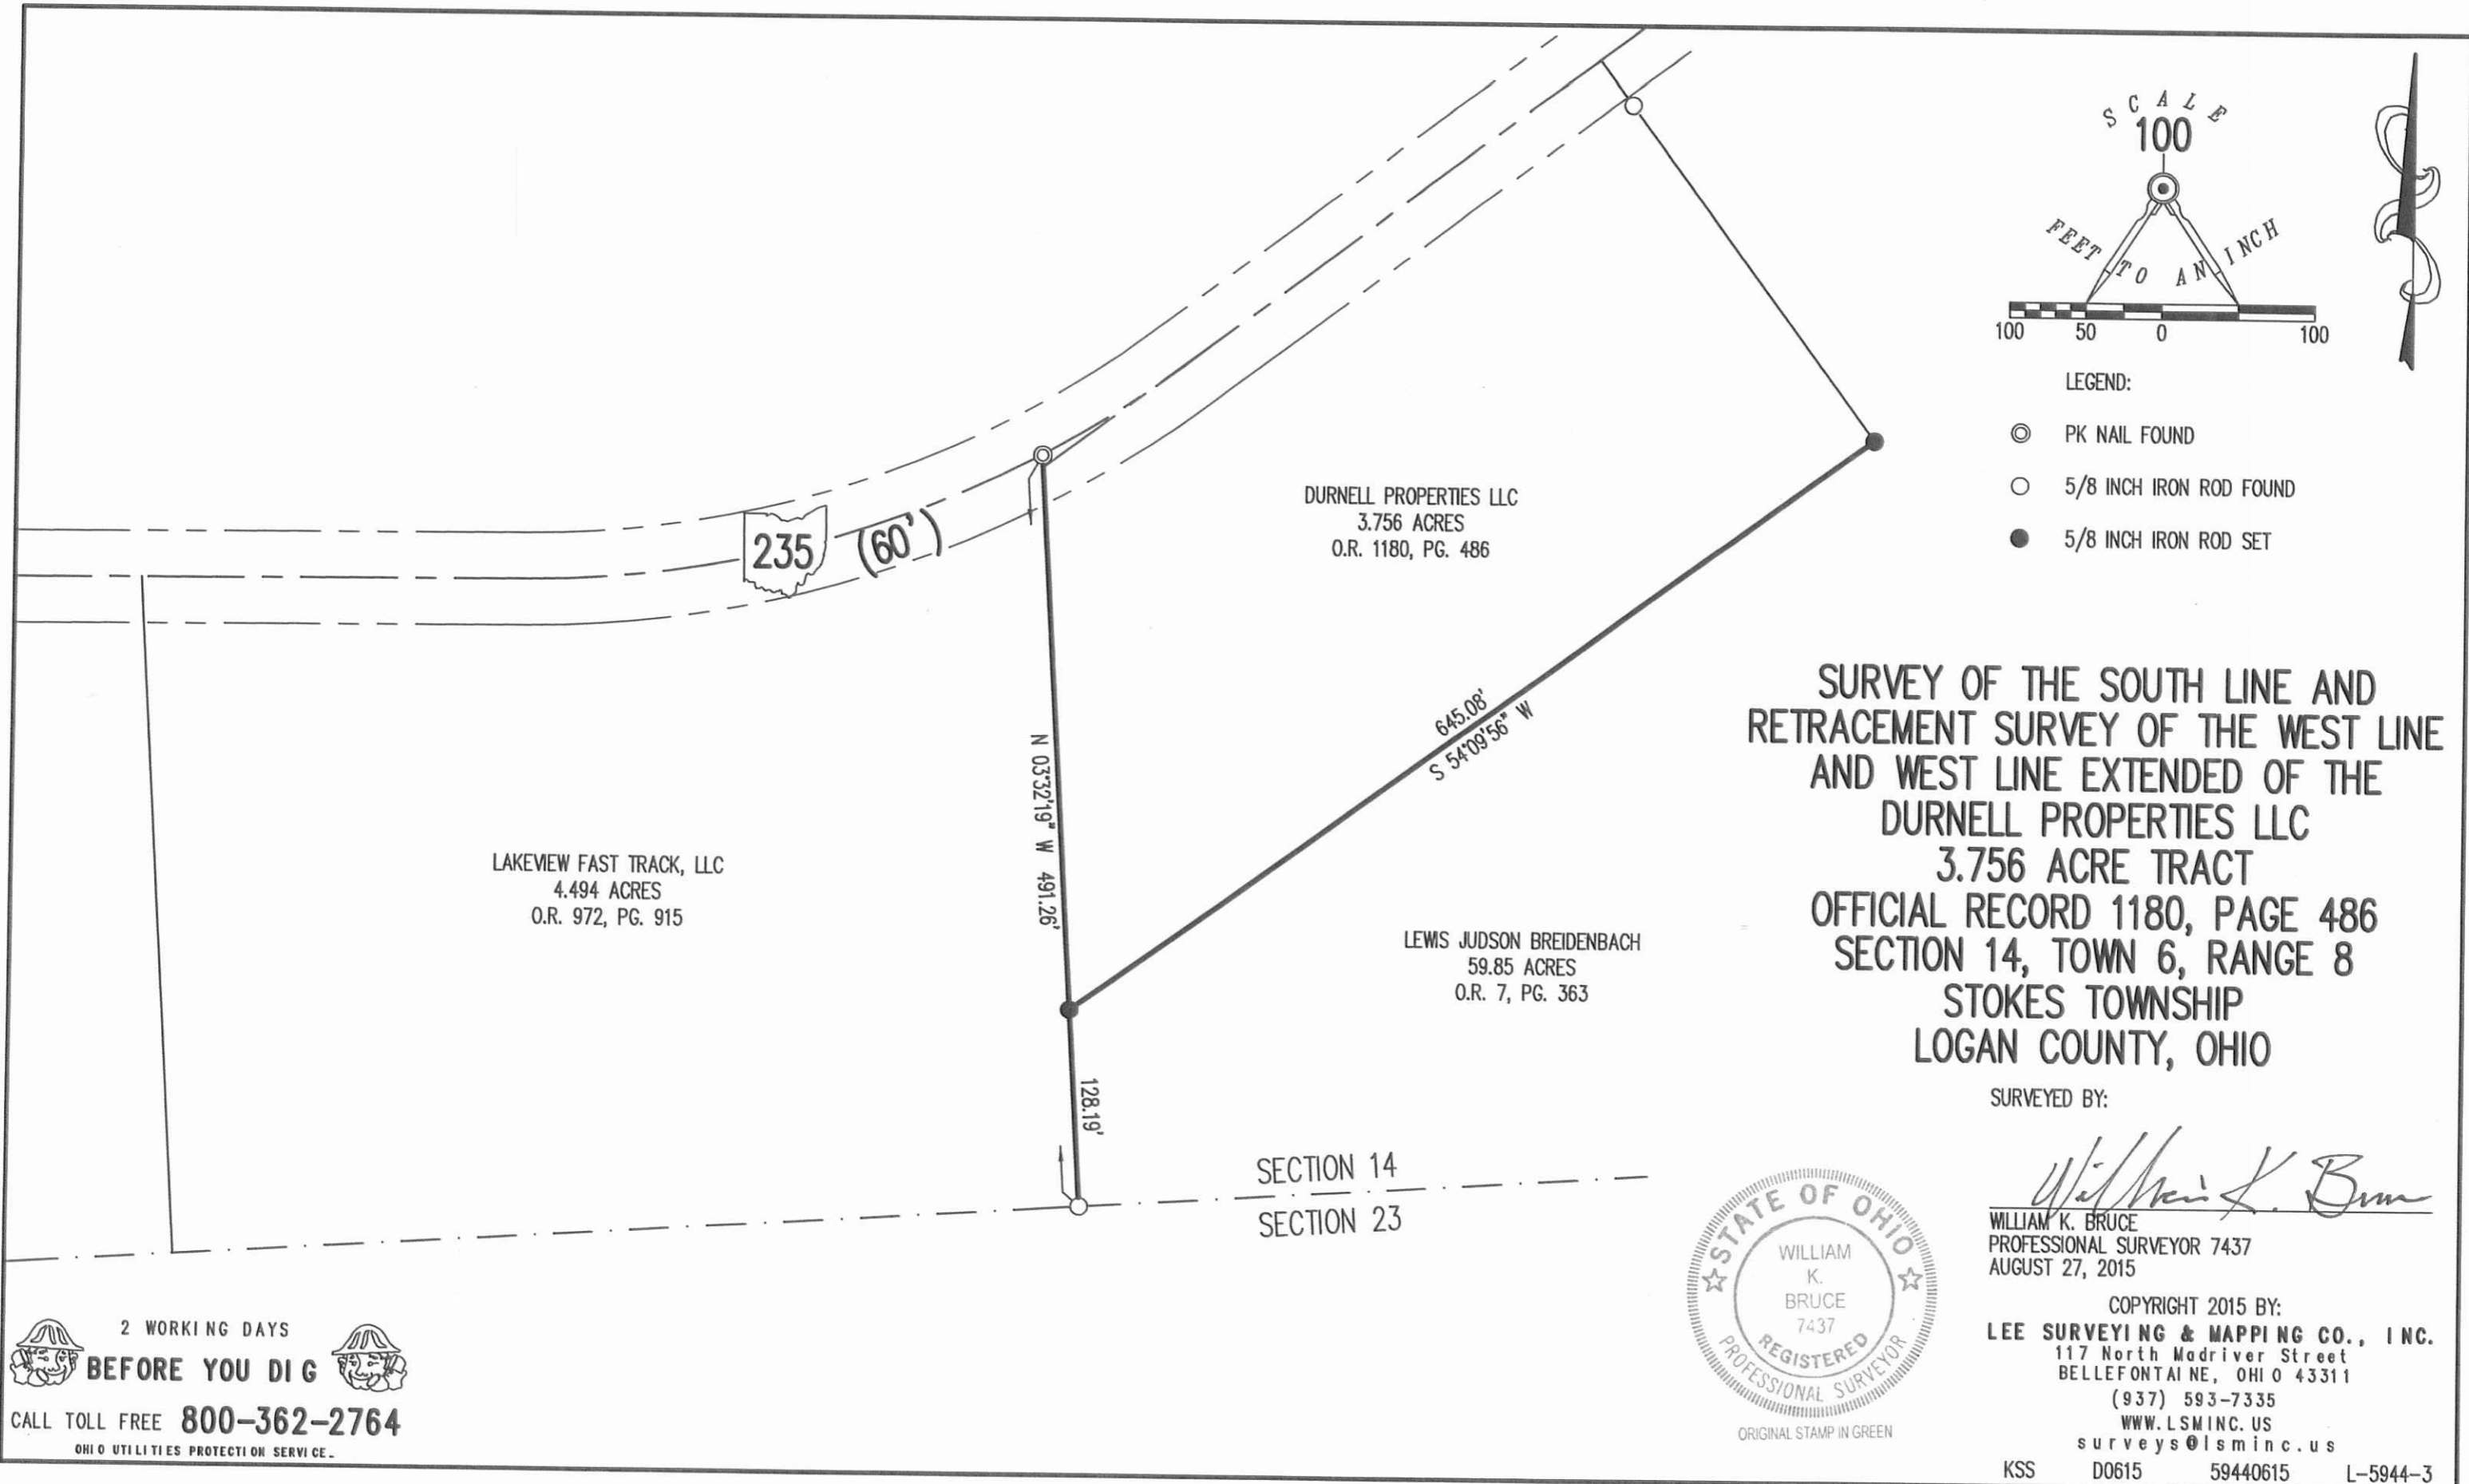 SCALE
100
FEET TO AN INCH
100 50 0 100
LEGEND:
PK NAIL FOUND
5/8 INCH IRON ROD FOUND
5/8 INCH IRON ROD SET
235 (60')
DURNELL PROPERTIES LLC
3.756 ACRES
O.R. 1180, PG. 486
645.08'
S 54°09'56" W
N 03°32'19" W 491.26'
LAKEVIEW FAST TRACK, LLC
4.494 ACRES
O.R. 972, PG. 915
LEWIS JUDSON BREIDENBACH
59.85 ACRES
O.R. 7, PG. 363
128.19'
SECTION 14
SECTION 23
SURVEY OF THE SOUTH LINE AND
RETRACEMENT SURVEY OF THE WEST LINE
AND WEST LINE EXTENDED OF THE
DURNELL PROPERTIES LLC
3.756 ACRE TRACT
OFFICIAL RECORD 1180, PAGE 486
SECTION 14, TOWN 6, RANGE 8
STOKES TOWNSHIP
LOGAN COUNTY, OHIO
SURVEYED BY:
William K. Bruce
WILLIAM K. BRUCE
PROFESSIONAL SURVEYOR 7437
AUGUST 27, 2015
COPYRIGHT 2015 BY:
LEE SURVEYING & MAPPING CO., INC.
117 North Madriver Street
BELLEFONTAINE, OHIO 43311
(937) 593-7335
WWW.LSMINC.US
surveys@lsminc.us
KSS D0615 59440615 L-5944-3
STATE OF OHIO
WILLIAM
K.
BRUCE
7437
REGISTERED
PROFESSIONAL SURVEYOR
ORIGINAL STAMP IN GREEN
2 WORKING DAYS
BEFORE YOU DIG
CALL TOLL FREE 800-362-2764
OHIO UTILITIES PROTECTION SERVICE.